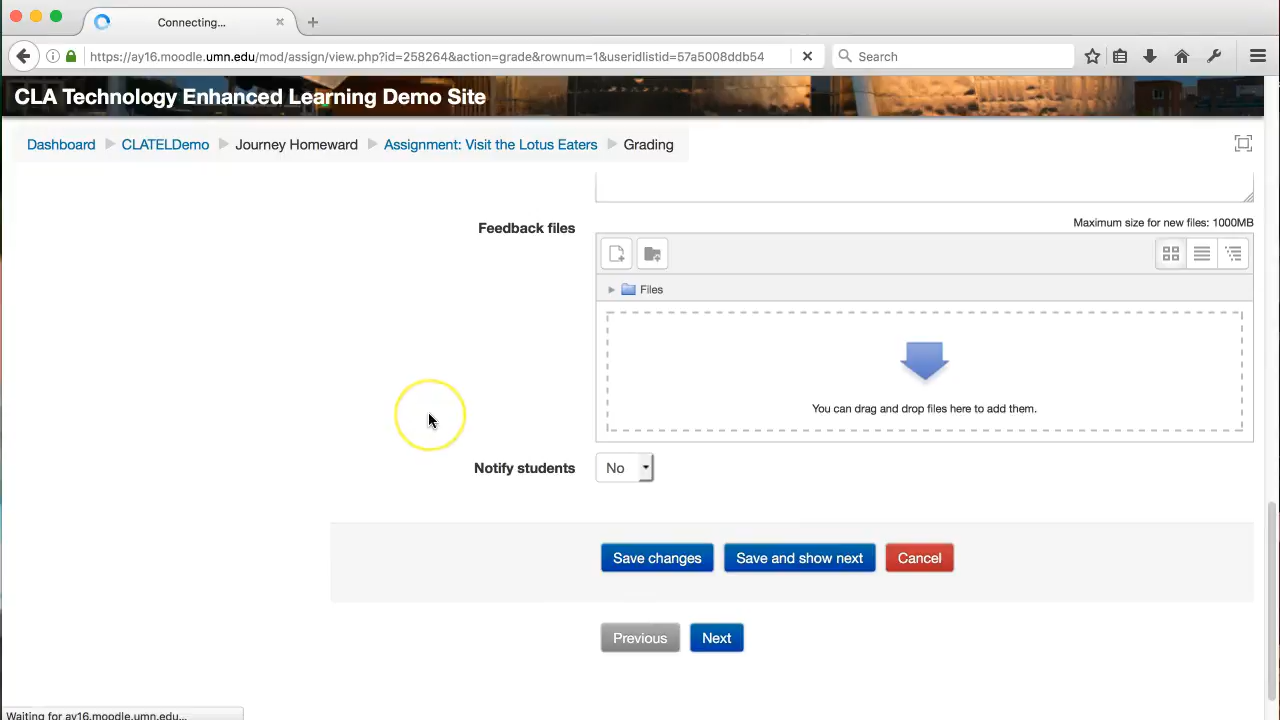 Connecting...
https://ay16.moodle.umn.edu/mod/assign/view.php?id=258264&action=grade&rownum=1&useridlistid=57a5008ddb54
Search
CLA Technology Enhanced Learning Demo Site
Dashboard CLATELDemo Journey Homeward Assignment: Visit the Lotus Eaters Grading
Maximum size for new files: 1000MB
Feedback files
Files
You can drag and drop files here to add them.
Notify students No
Save changes Save and show next Cancel
Previous Next
Waiting for ay16.moodle.umn.edu...